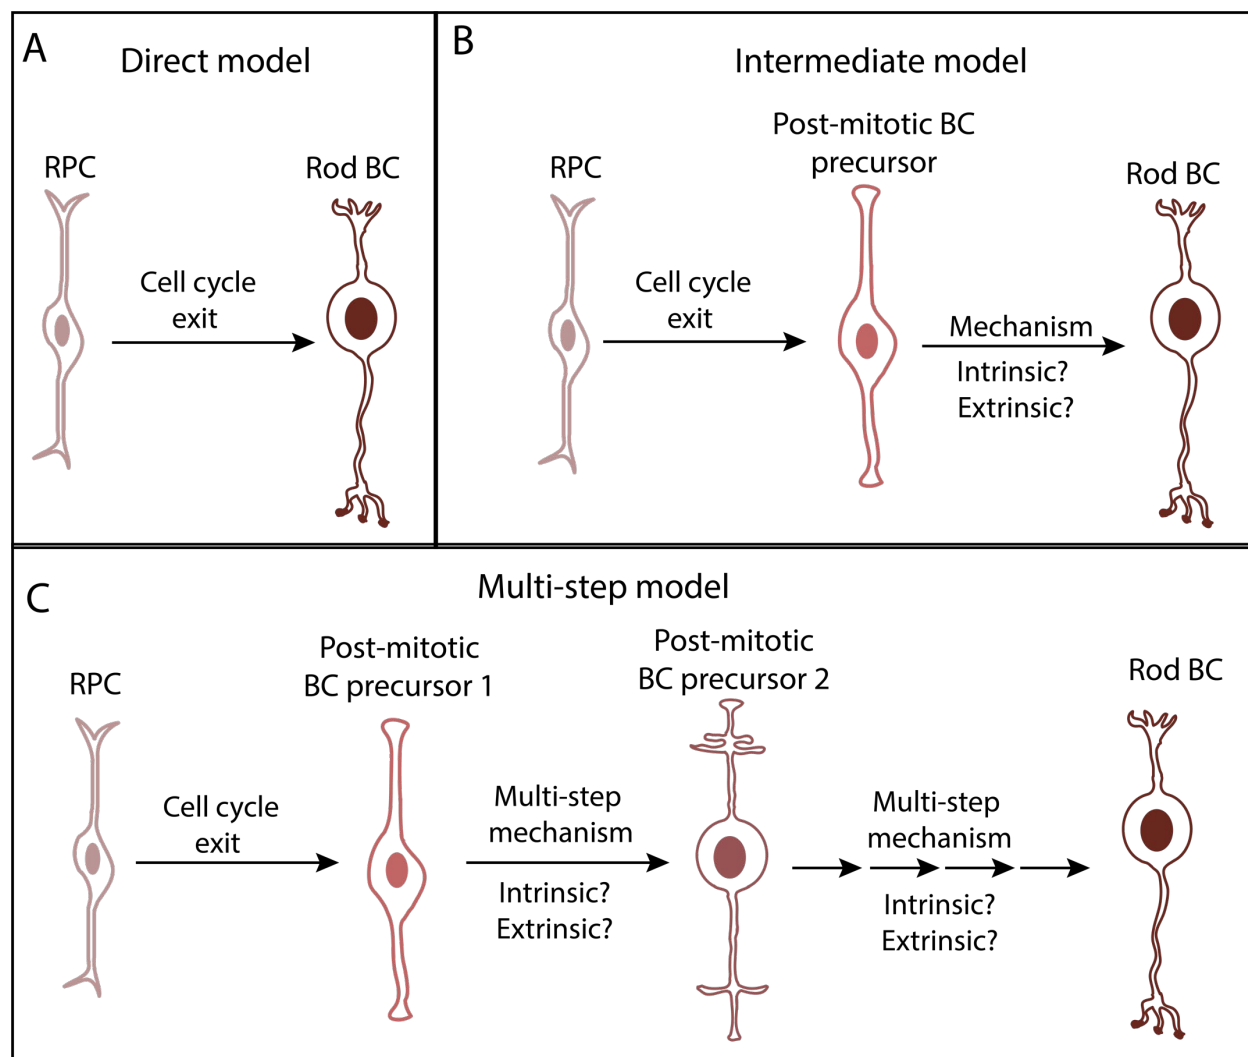 A
Direct model
RPC
Rod BC
Cell cycle
exit
B
Intermediate model
RPC
Cell cycle
exit
Post-mitotic BC
precursor
Mechanism
Intrinsic?
Extrinsic?
Rod BC
C
Multi-step model
RPC
Cell cycle
exit
Post-mitotic
BC precursor 1
Multi-step
mechanism
Intrinsic?
Extrinsic?
Post-mitotic
BC precursor 2
Multi-step
mechanism
Intrinsic?
Extrinsic?
Rod BC